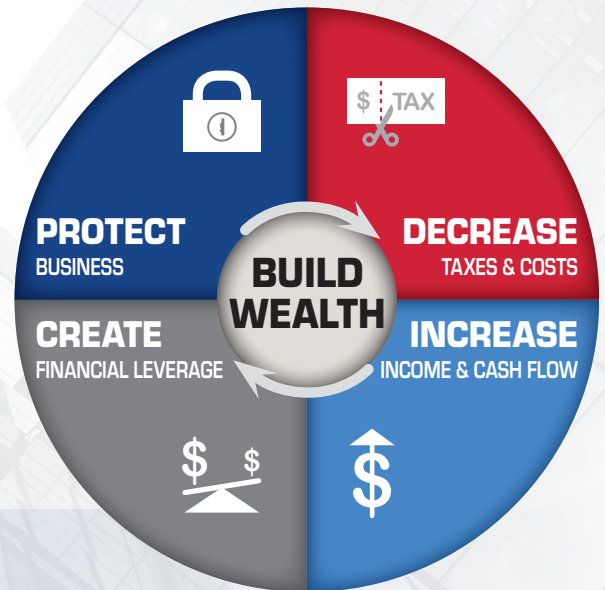 $ TAX
PROTECT
BUSINESS
DECREASE
TAXES & COSTS
BUILD
WEALTH
CREATE
FINANCIAL LEVERAGE
INCREASE
INCOME & CASH FLOW
$ $
$